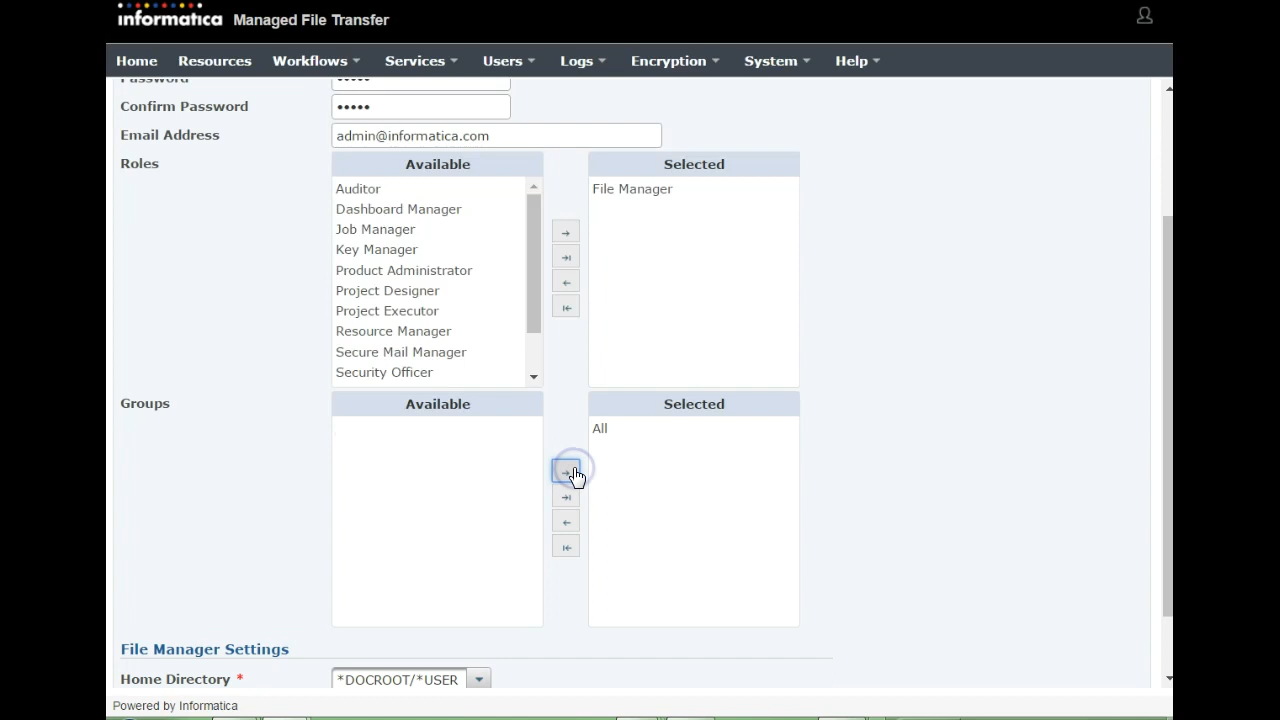 informatica Managed File Transfer
Home Resources Workflows Services Users Logs Encryption System Help
Password •••••
Confirm Password •••••
Email Address admin@informatica.com
Roles Available Selected
Auditor File Manager
Dashboard Manager
Job Manager
Key Manager
Product Administrator
Project Designer
Project Executor
Resource Manager
Secure Mail Manager
Security Officer
Groups Available Selected
All
File Manager Settings
Home Directory * *DOCROOT/*USER
Powered by Informatica